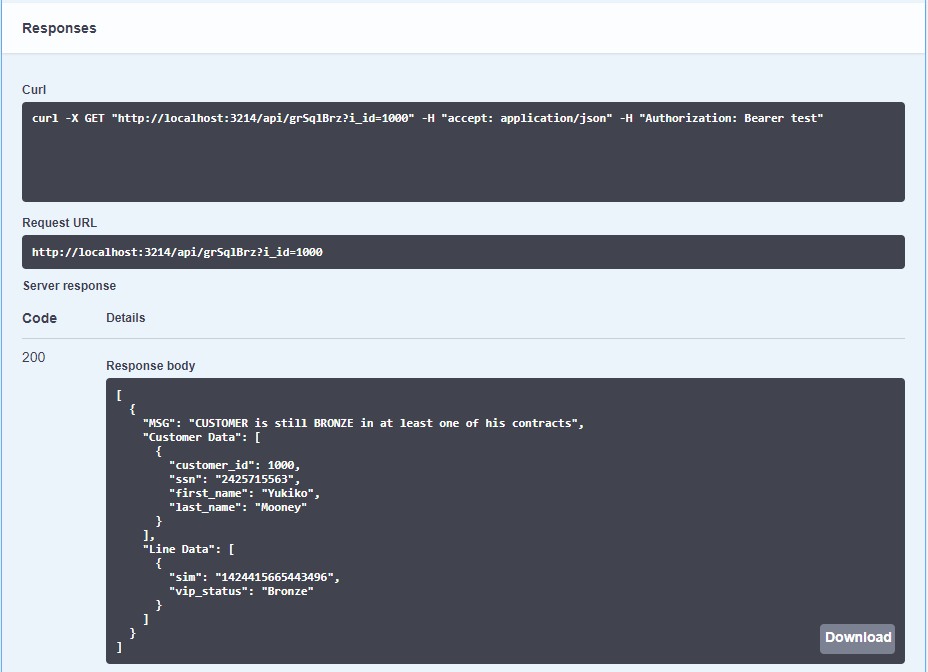 Responses
Curl
curl -X GET "http://localhost:3214/api/grSqlBrz?i_id=1000" -H "accept: application/json" -H "Authorization: Bearer test"
Request URL
http://localhost:3214/api/grSqlBrz?i_id=1000
Server response
Code Details
200
Response body
[
{
"MSG": "CUSTOMER is still BRONZE in at least one of his contracts",
"Customer Data": [
{
"customer_id": 1000,
"ssn": "2425715563",
"first_name": "Yukiko",
"last_name": "Mooney"
}
],
"Line Data": [
{
"sim": "1424415665443496",
"vip_status": "Bronze"
}
]
}
]
Download